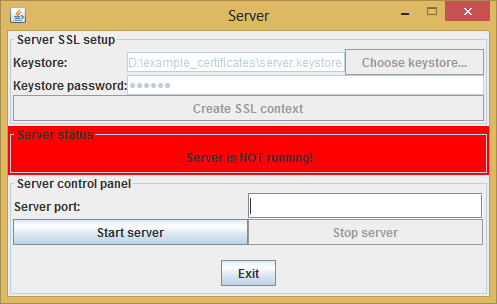 Server
Server SSL setup
Keystore: D:\example_certificates\server.keystore Choose keystore...
Keystore password: ●●●●●●
Create SSL context
Server status
Server is NOT running!
Server control panel
Server port:
Start server Stop server
Exit